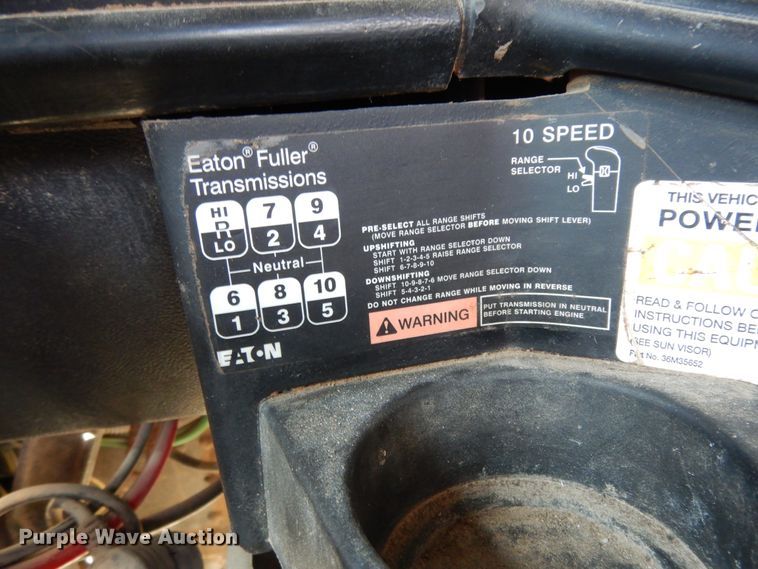 Eaton® Fuller®
Transmissions
10 SPEED
RANGE
SELECTOR
HI
LO
HI
R
LO
7
2
9
4
Neutral
6
1
8
3
10
5
EATON
PRE-SELECT ALL RANGE SHIFTS
(MOVE RANGE SELECTOR BEFORE MOVING SHIFT LEVER)
UPSHIFTING
START WITH RANGE SELECTOR DOWN
SHIFT 1-2-3-4-5 RAISE RANGE SELECTOR
SHIFT 6-7-8-9-10
DOWNSHIFTING
SHIFT 10-9-8-7-6 MOVE RANGE SELECTOR DOWN
SHIFT 5-4-3-2-1
DO NOT CHANGE RANGE WHILE MOVING IN REVERSE
WARNING
PUT TRANSMISSION IN NEUTRAL
BEFORE STARTING ENGINE
THIS VEHIC
POWE
READ & FOLLOW O
INSTRUCTIONS BE
USING THIS EQUIPM
(SEE SUN VISOR)
Part No. 36M35652
Purple Wave Auction